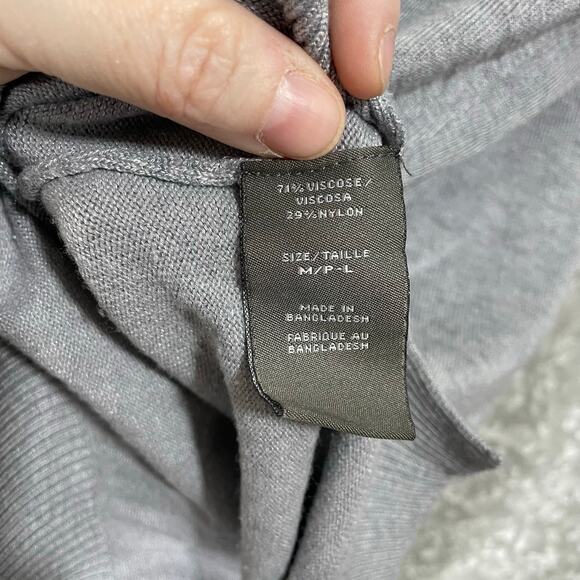 71% VISCOSE/
VISCOSA
29% NYLON
SIZE/TAILLE
M/P-L
MADE IN
BANGLADESH
FABRIQUE AU
BANGLADESH